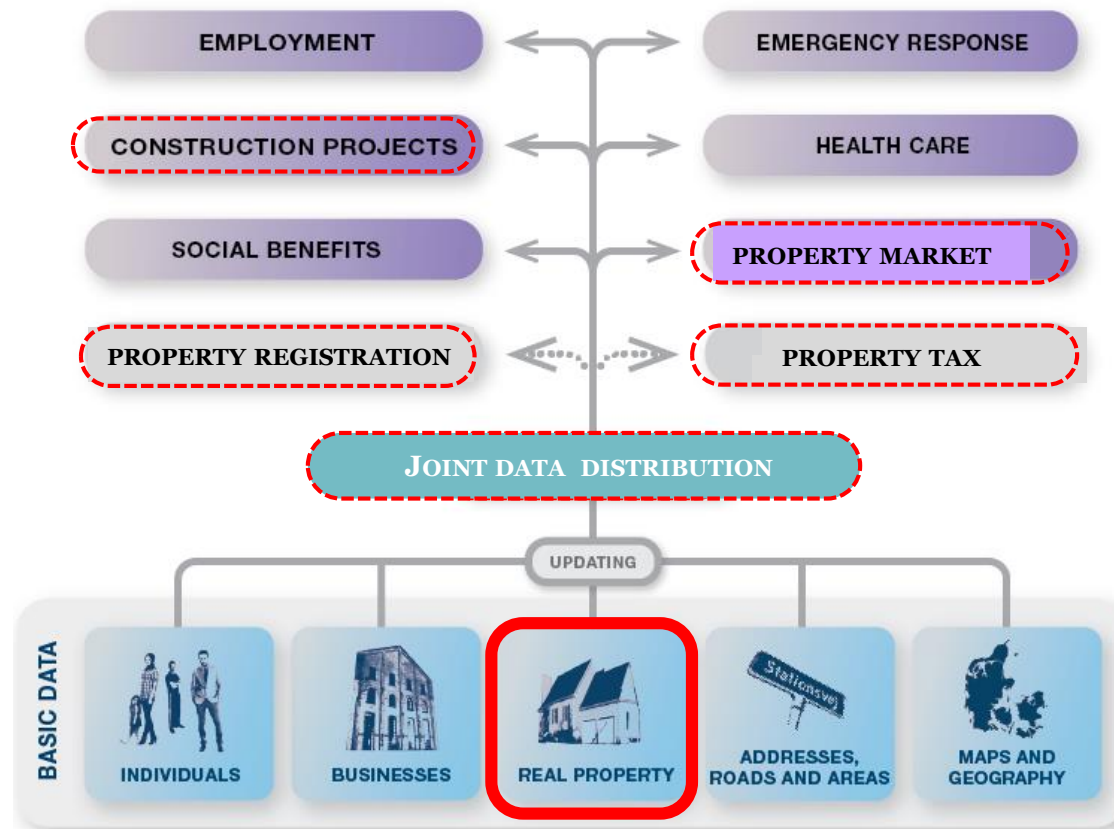 EMPLOYMENT
EMERGENCY RESPONSE
CONSTRUCTION PROJECTS
HEALTH CARE
SOCIAL BENEFITS
PROPERTY MARKET
PROPERTY REGISTRATION
PROPERTY TAX
JOINT DATA DISTRIBUTION
UPDATING
BASIC DATA
Stationsvej
INDIVIDUALS
BUSINESSES
REAL PROPERTY
ADDRESSES,
ROADS AND AREAS
MAPS AND
GEOGRAPHY